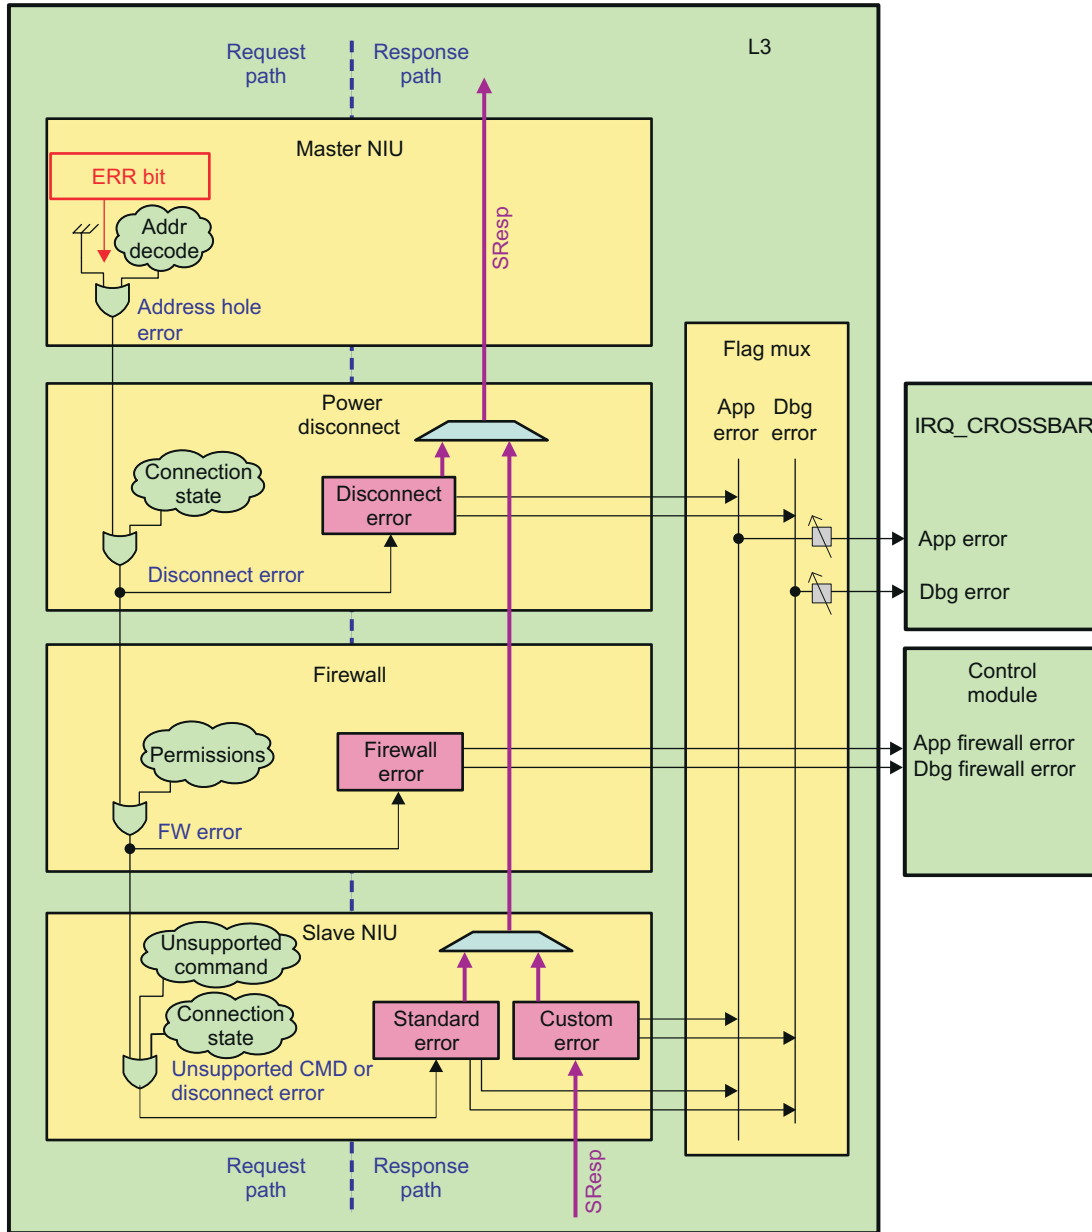 L3
Request
path
Response
path
Master NIU
ERR bit
Addr
decode
SResp
Address hole
error
Flag mux
App
error
Dbg
error
Power
disconnect
Connection
state
Disconnect
error
Disconnect error
IRQ_CROSSBAR
App error
Dbg error
Firewall
Permissions
Firewall
error
FW error
Control
module
App firewall error
Dbg firewall error
Slave NIU
Unsupported
command
Connection
state
Standard
error
Custom
error
Unsupported CMD or
disconnect error
Request
path
Response
path
SResp